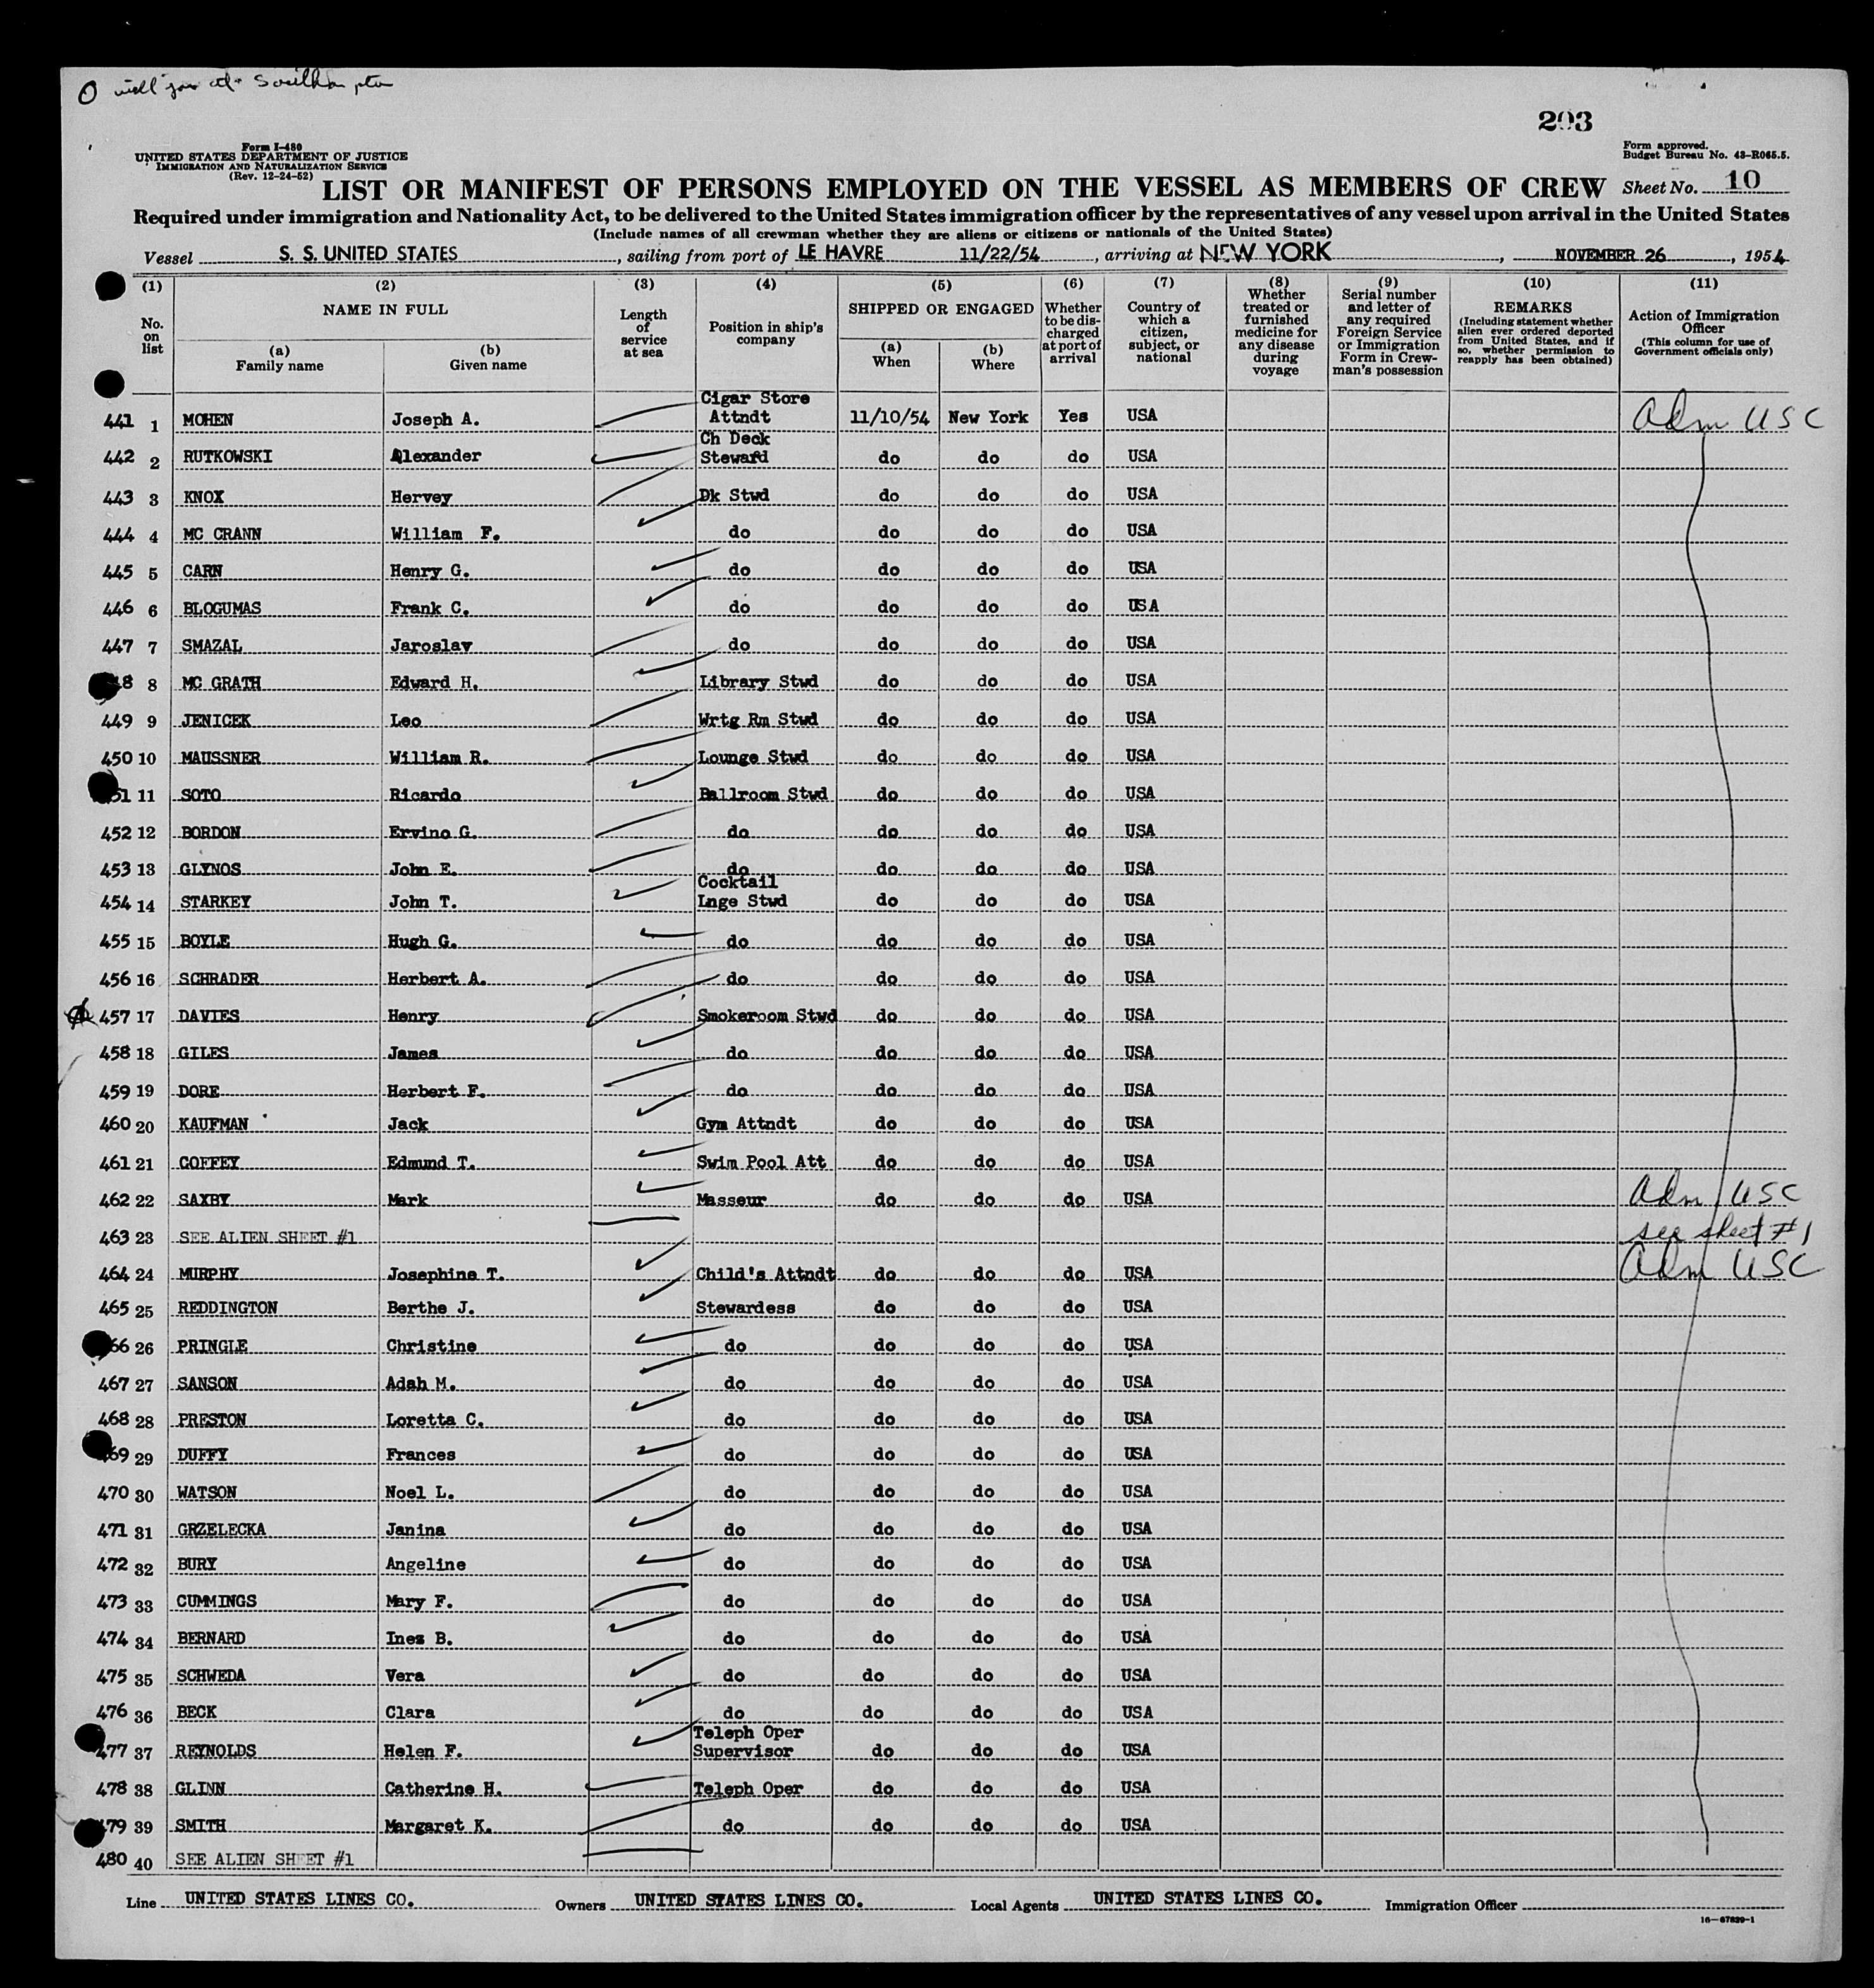 O will join at Southampton
203
Form I-480
UNITED STATES DEPARTMENT OF JUSTICE
IMMIGRATION AND NATURALIZATION SERVICE
(Rev. 12-24-52)
Form approved.
Budget Bureau No. 43-R065.5.
LIST OR MANIFEST OF PERSONS EMPLOYED ON THE VESSEL AS MEMBERS OF CREW Sheet No. 10
Required under immigration and Nationality Act, to be delivered to the United States immigration officer by the representatives of any vessel upon arrival in the United States
(Include names of all crewman whether they are aliens or citizens or nationals of the United States)
Vessel S. S. UNITED STATES, sailing from port of LE HAVRE 11/22/54, arriving at NEW YORK, NOVEMBER 26, 1954
(1) No. on list
(2) NAME IN FULL (a) Family name (b) Given name
(3) Length of service at sea
(4) Position in ship's company
(5) SHIPPED OR ENGAGED (a) When (b) Where
(6) Whether to be discharged at port of arrival
(7) Country of which a citizen, subject, or national
(8) Whether treated or furnished medicine for any disease during voyage
(9) Serial number and letter of any required Foreign Service or Immigration Form in Crewman's possession
(10) REMARKS (Including statement whether alien ever ordered deported from United States, and if so, whether permission to reapply has been obtained)
(11) Action of Immigration Officer (This column for use of Government officials only)
441 1 MOHEN Joseph A. Cigar Store Attndt 11/10/54 New York Yes USA Adm USC
442 2 RUTKOWSKI Alexander Ch Deck Steward do do do USA
443 3 KNOX Hervey Dk Stwd do do do USA
444 4 MC CRANN William F. do do do do USA
445 5 CARN Henry G. do do do do USA
446 6 BLOGUMAS Frank C. do do do do USA
447 7 SMAZAL Jaroslav do do do do USA
48 8 MC GRATH Edward H. Library Stwd do do do USA
449 9 JENICEK Leo Wrtg Rm Stwd do do do USA
450 10 MAUSSNER William R. Lounge Stwd do do do USA
51 11 SOTO Ricardo Ballroom Stwd do do do USA
452 12 BORDON Ervino G. do do do do USA
453 13 GLYNOS John E. do do do do USA
454 14 STARKEY John T. Cocktail Lnge Stwd do do do USA
455 15 BOYLE Hugh G. do do do do USA
456 16 SCHRADER Herbert A. do do do do USA
457 17 DAVIES Henry Smokeroom Stwd do do do USA
458 18 GILES James do do do do USA
459 19 DORE Herbert F. do do do do USA
460 20 KAUFMAN Jack Gym Attndt do do do USA
461 21 COFFEY Edmund T. Swim Pool Att do do do USA
462 22 SAXBY Mark Masseur do do do USA Adm USC
463 23 SEE ALIEN SHEET #1 see sheet #1
464 24 MURPHY Josephine T. Child's Attndt do do do USA Adm USC
465 25 REDDINGTON Berthe J. Stewardess do do do USA
66 26 PRINGLE Christine do do do do USA
467 27 SANSON Adah M. do do do do USA
468 28 PRESTON Loretta C. do do do do USA
69 29 DUFFY Frances do do do do USA
470 30 WATSON Noel L. do do do do USA
471 31 GRZELECKA Janina do do do do USA
472 32 BURY Angeline do do do do USA
473 33 CUMMINGS Mary F. do do do do USA
474 34 BERNARD Ines B. do do do do USA
475 35 SCHWEDA Vera do do do do USA
476 36 BECK Clara do do do do USA
477 37 REYNOLDS Helen F. Teleph Oper Supervisor do do do USA
478 38 GLINN Catherine H. Teleph Oper do do do USA
479 39 SMITH Margaret K. do do do do USA
480 40 SEE ALIEN SHEET #1
Line UNITED STATES LINES CO. Owners UNITED STATES LINES CO. Local Agents UNITED STATES LINES CO. Immigration Officer
16-67839-1